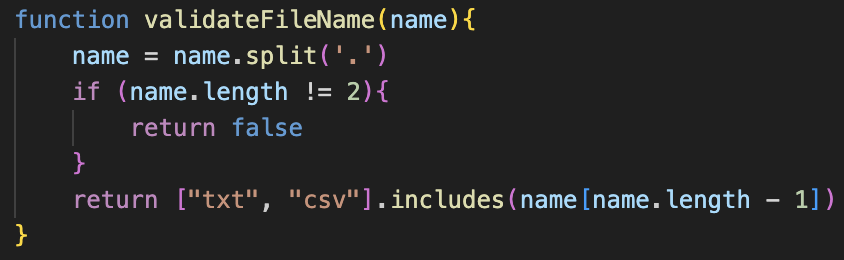 function validateFileName(name){
    name = name.split('.')
    if (name.length != 2){
        return false
    }
    return ["txt", "csv"].includes(name[name.length - 1])
}